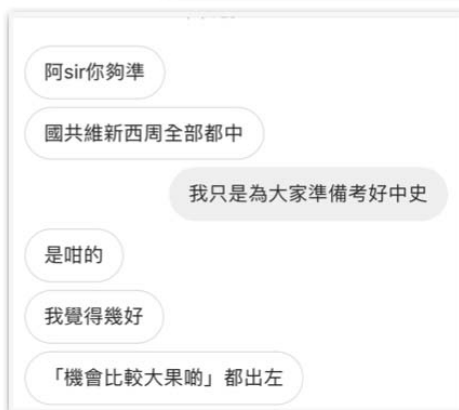 阿sir你夠準
國共維新西周全部都中
我只是為大家準備考好中史
是咁的
我覺得幾好
「機會比較大果啲」都出左